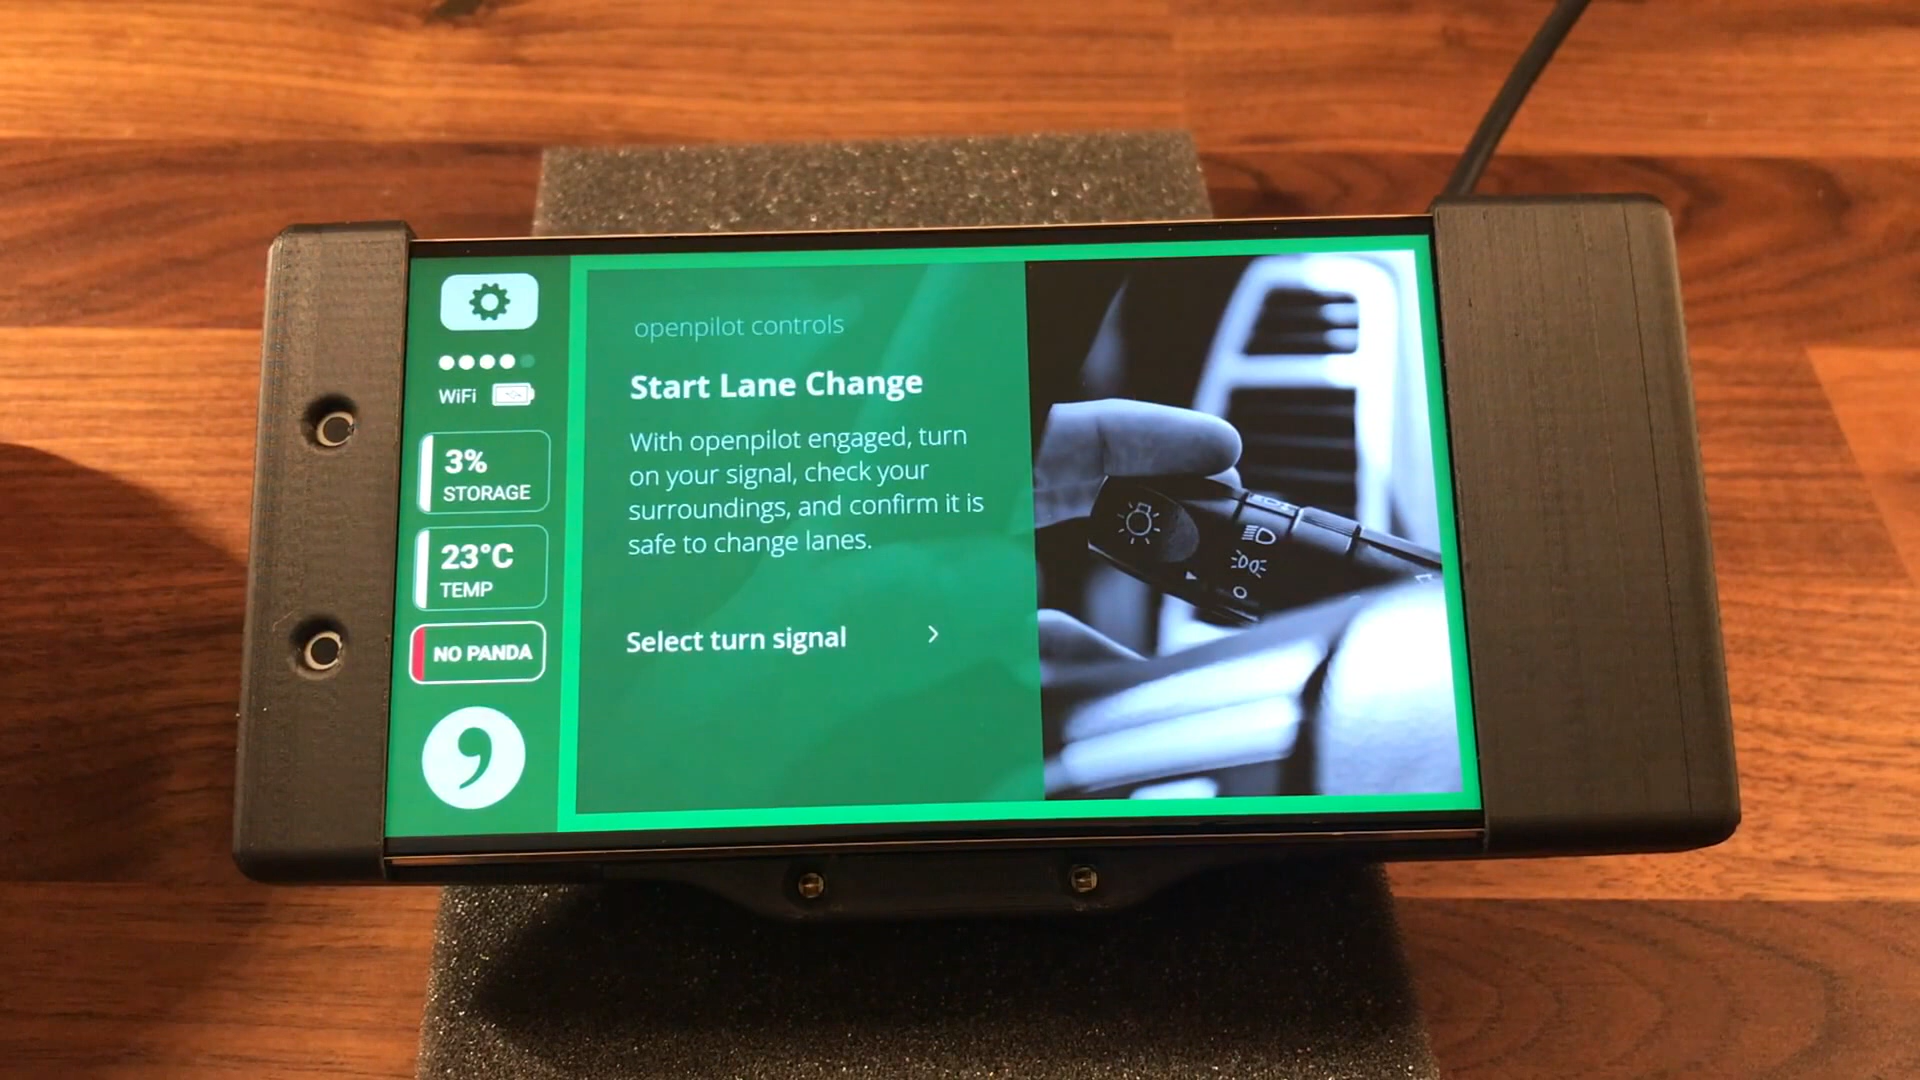 WiFi
3%
STORAGE
23°C
TEMP
NO PANDA
openpilot controls
Start Lane Change
With openpilot engaged, turn
on your signal, check your
surroundings, and confirm it is
safe to change lanes.
Select turn signal